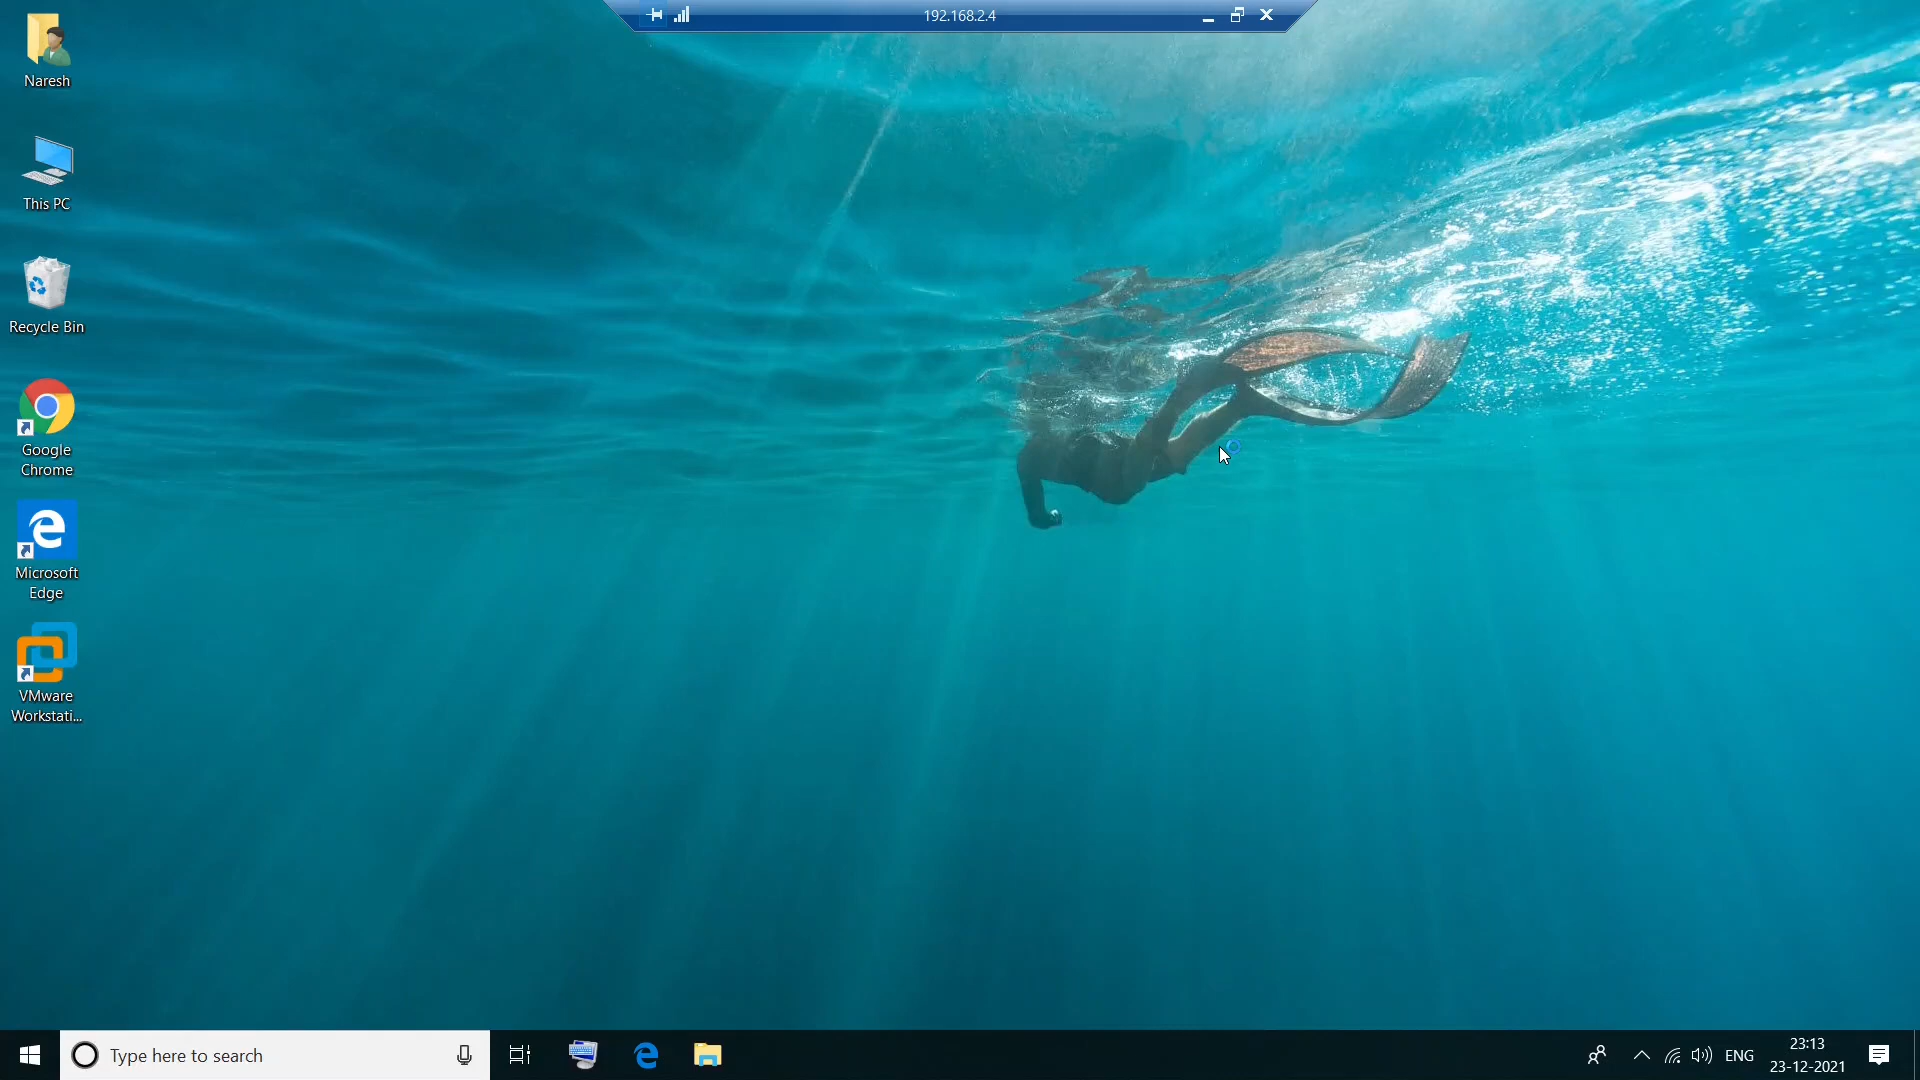 192.168.2.4
Naresh
This PC
Recycle Bin
Google
Chrome
Microsoft
Edge
VMware
Workstati...
Type here to search
ENG
23:13
23-12-2021